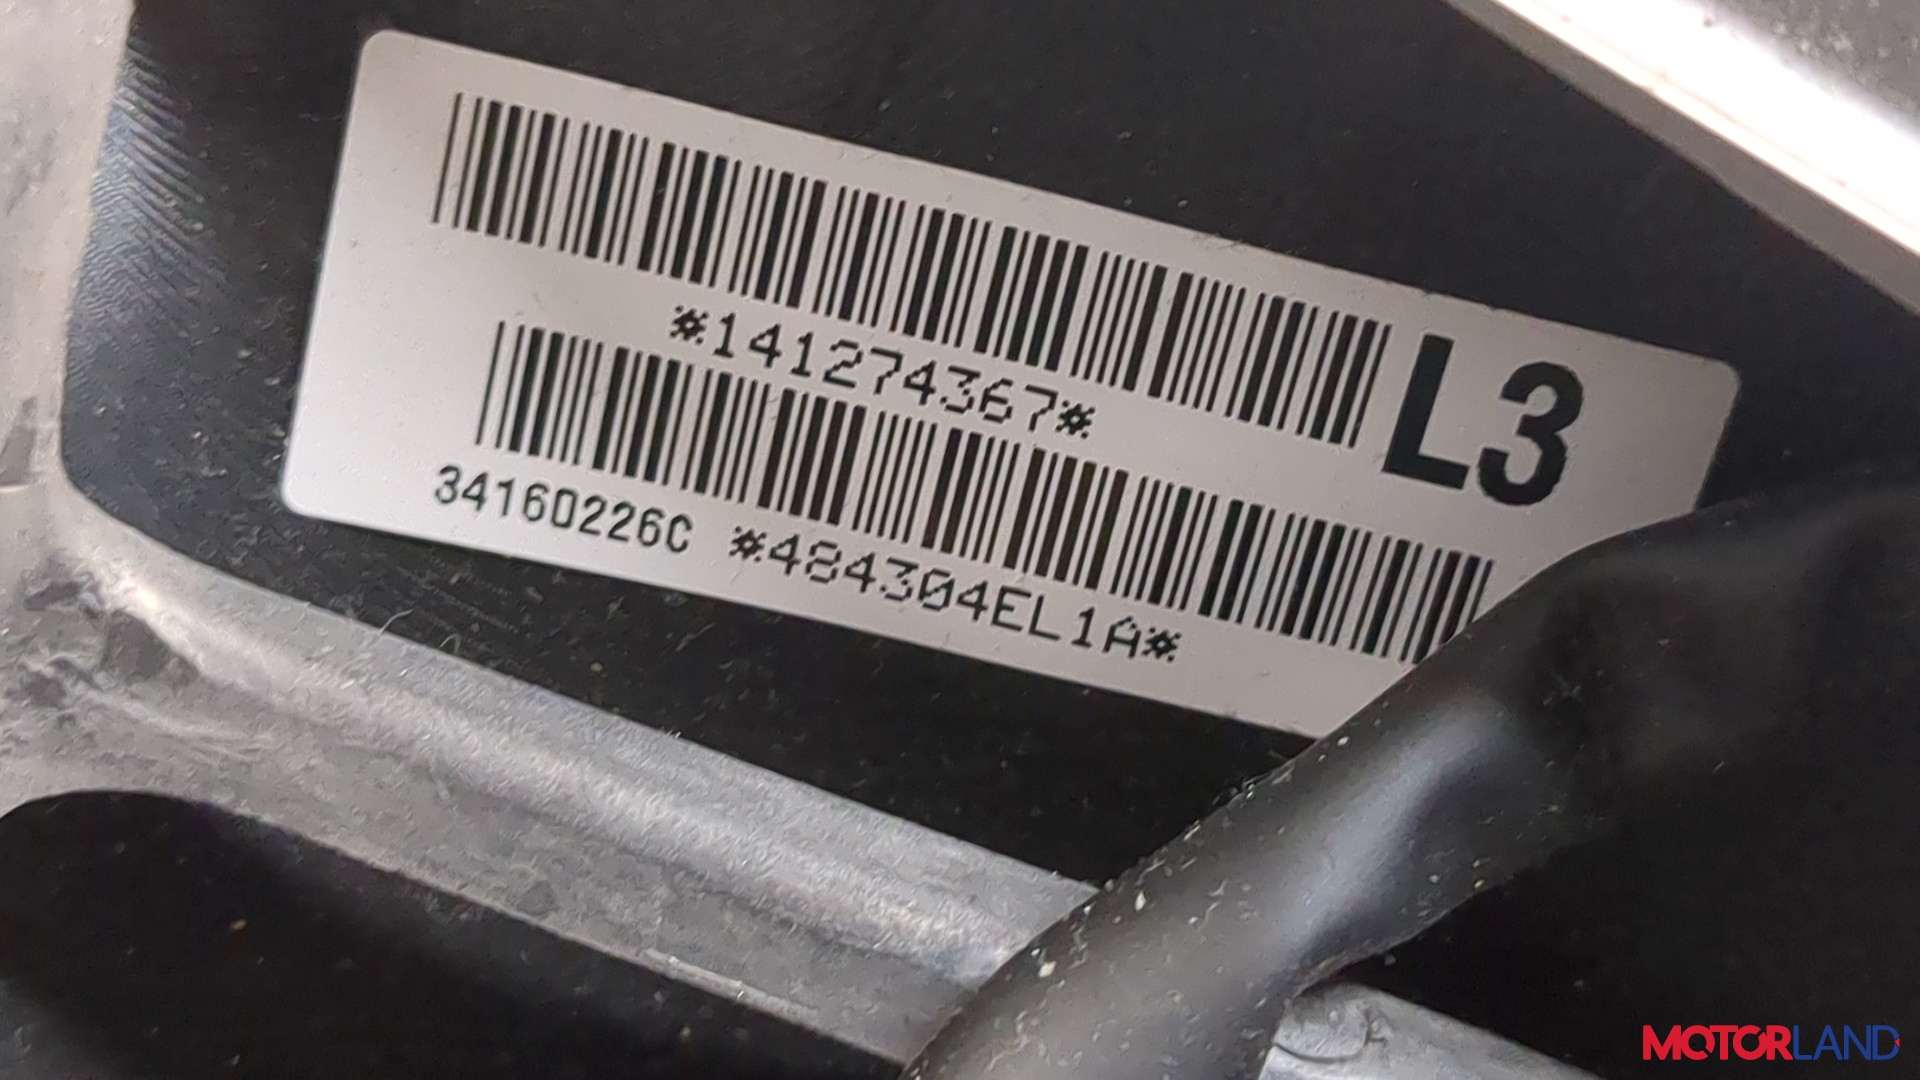 *141274367*
L3
34160226C *484304EL1A*
MOTORLAND